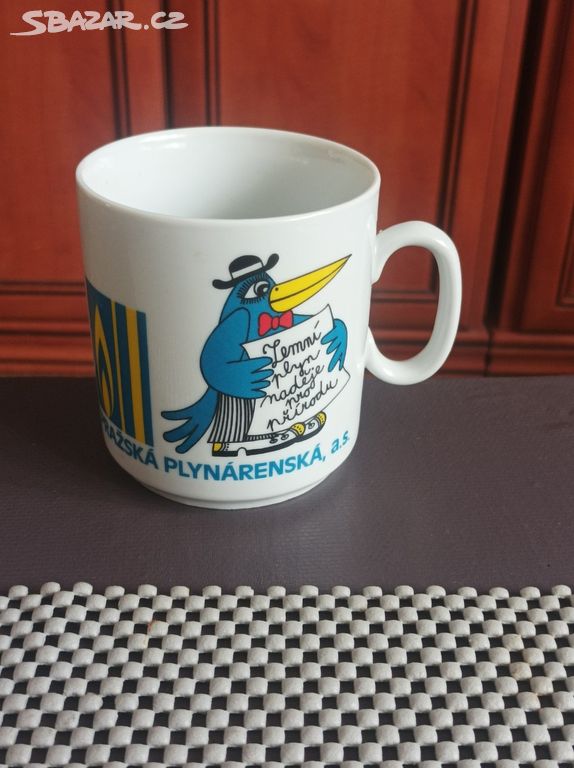 SBAZAR.CZ
Zemní
plyn
naděje
pro
přírodu
PRAŽSKÁ PLYNÁRENSKÁ, a.s.